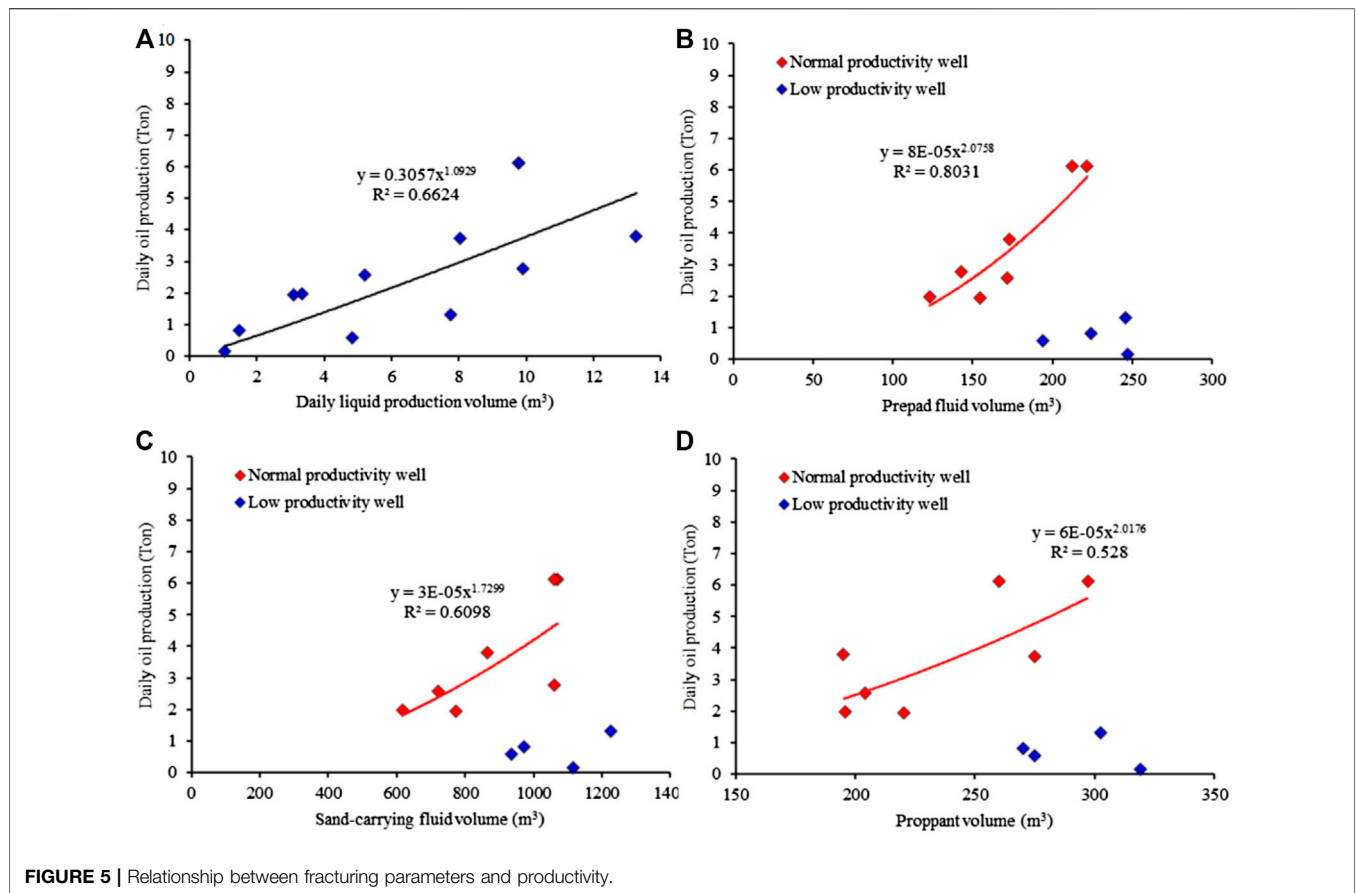 A
Daily oil production (Ton)
10
9
8
7
6
5
4
3
2
1
0
y = 0.3057x^1.0929
R² = 0.6624
0 2 4 6 8 10 12 14
Daily liquid production volume (m³)
B
Daily oil production (Ton)
10
9
8
7
6
5
4
3
2
1
0
Normal productivity well
Low productivity well
y = 8E-05x^2.0758
R² = 0.8031
0 50 100 150 200 250 300
Prepad fluid volume (m³)
C
Daily oil production (Ton)
10
9
8
7
6
5
4
3
2
1
0
Normal productivity well
Low productivity well
y = 3E-05x^1.7299
R² = 0.6098
0 200 400 600 800 1000 1200 140
Sand-carrying fluid volume (m³)
D
Daily oil production (Ton)
10
9
8
7
6
5
4
3
2
1
0
Normal productivity well
Low productivity well
y = 6E-05x^2.0176
R² = 0.528
150 200 250 300 350
Proppant volume (m³)
FIGURE 5 | Relationship between fracturing parameters and productivity.